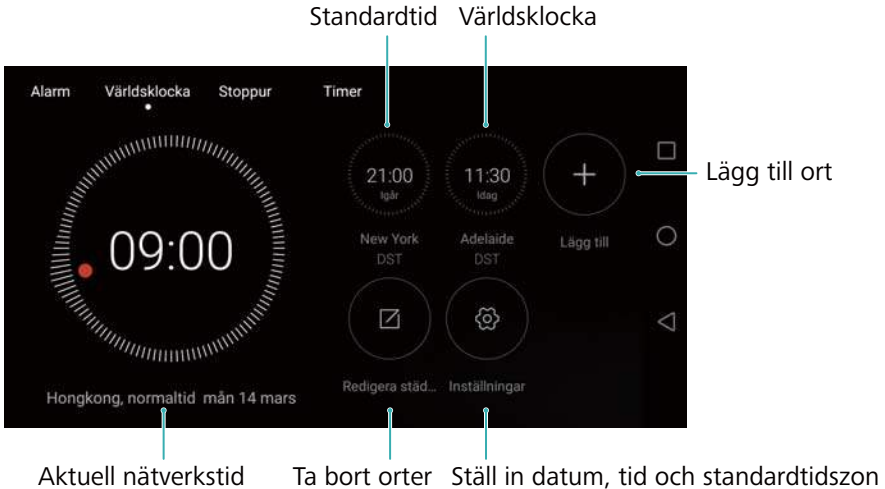 Standardtid Världsklocka
Alarm Världsklocka Stoppur Timer
21:00 11:30
Igår Idag
Lägg till ort
09:00
New York Adelaide Lägg till
DST DST
Redigera städ... Inställningar
Hongkong, normaltid mån 14 mars
Aktuell nätverkstid Ta bort orter Ställ in datum, tid och standardtidszon